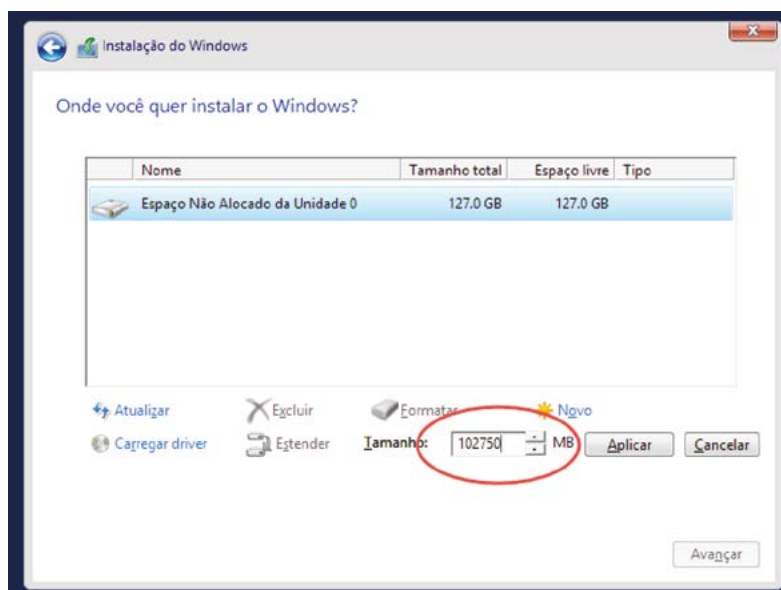 Instalação do Windows
Onde você quer instalar o Windows?
Nome Tamanho total Espaço livre Tipo
Espaço Não Alocado da Unidade 0 127.0 GB 127.0 GB
Atualizar Excluir Formatar Novo
Carregar driver Estender Tamanho: 102750 MB Aplicar Cancelar
Avançar